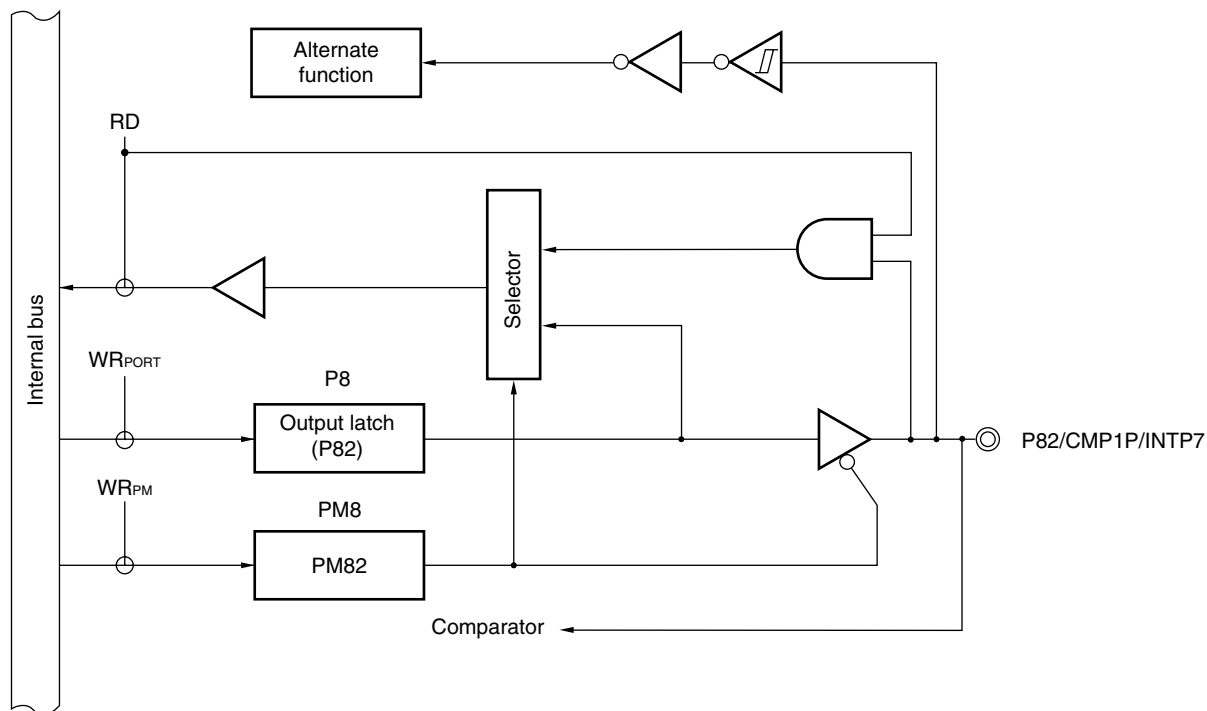 Alternate
function
RD
Selector
Internal bus
WRPORT
P8
Output latch
(P82)
P82/CMP1P/INTP7
WRPM
PM8
PM82
Comparator